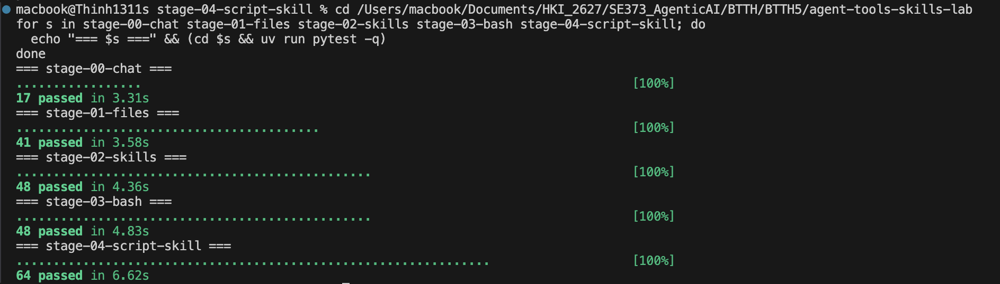 macbook@Thinh1311s stage-04-script-skill % cd /Users/macbook/Documents/HKI_2627/SE373_AgenticAI/BTTH/BTTH5/agent-tools-skills-lab
for s in stage-00-chat stage-01-files stage-02-skills stage-03-bash stage-04-script-skill; do
  echo "=== $s ===" && (cd $s && uv run pytest -q)
done
=== stage-00-chat ===
................. [100%]
17 passed in 3.31s
=== stage-01-files ===
......................................... [100%]
41 passed in 3.58s
=== stage-02-skills ===
................................................ [100%]
48 passed in 4.36s
=== stage-03-bash ===
................................................ [100%]
48 passed in 4.83s
=== stage-04-script-skill ===
................................................................ [100%]
64 passed in 6.62s